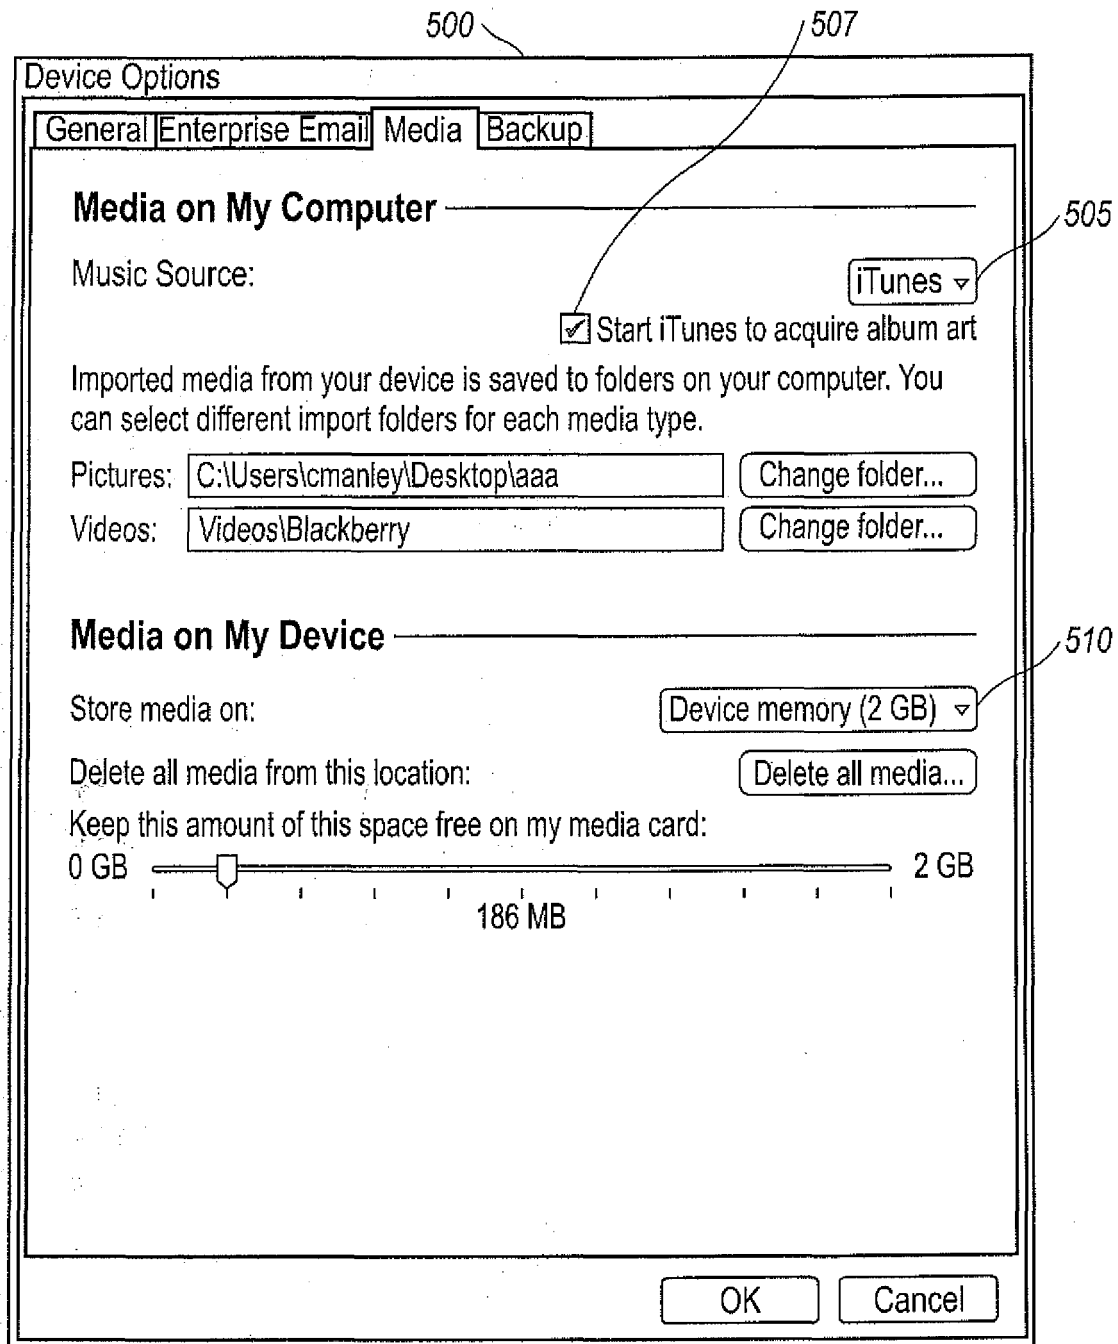 500
507
Device Options
General Enterprise Email Media Backup
Media on My Computer
505
Music Source:
iTunes
Start iTunes to acquire album art
Imported media from your device is saved to folders on your computer. You
can select different import folders for each media type.
Pictures: C:\Users\cmanley\Desktop\aaa Change folder...
Videos: Videos\Blackberry Change folder...
Media on My Device
510
Store media on: Device memory (2 GB)
Delete all media from this location: Delete all media...
Keep this amount of this space free on my media card:
0 GB 2 GB
186 MB
OK Cancel